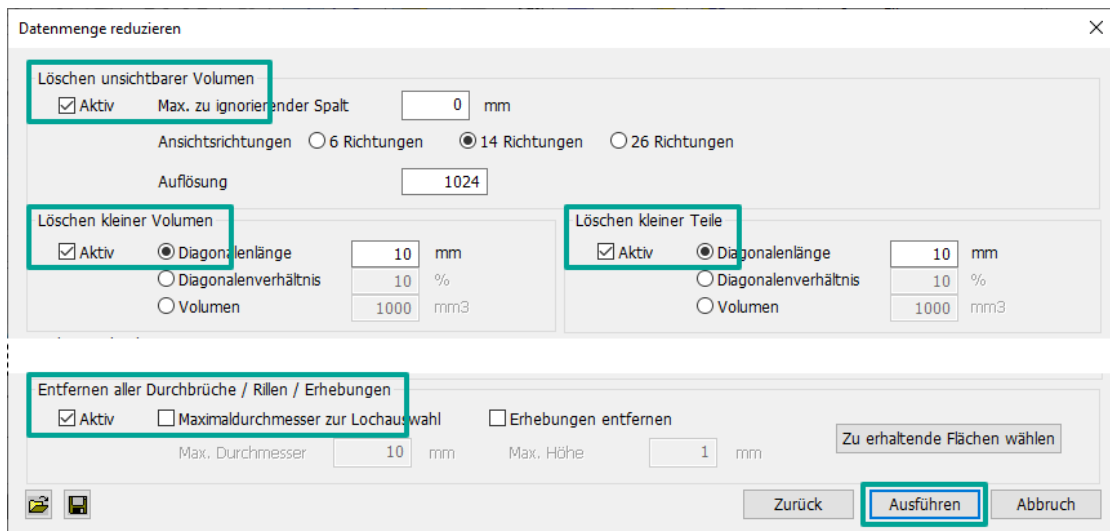 Datenmenge reduzieren
Löschen unsichtbarer Volumen
Aktiv Max. zu ignorierender Spalt 0 mm
Ansichtsrichtungen 6 Richtungen 14 Richtungen 26 Richtungen
Auflösung 1024
Löschen kleiner Volumen
Aktiv Diagonalenlänge 10 mm
Diagonalenverhältnis 10 %
Volumen 1000 mm3
Löschen kleiner Teile
Aktiv Diagonalenlänge 10 mm
Diagonalenverhältnis 10 %
Volumen 1000 mm3
Entfernen aller Durchbrüche / Rillen / Erhebungen
Aktiv Maximaldurchmesser zur Lochauswahl Erhebungen entfernen
Max. Durchmesser 10 mm Max. Höhe 1 mm
Zu erhaltende Flächen wählen
Zurück Ausführen Abbruch